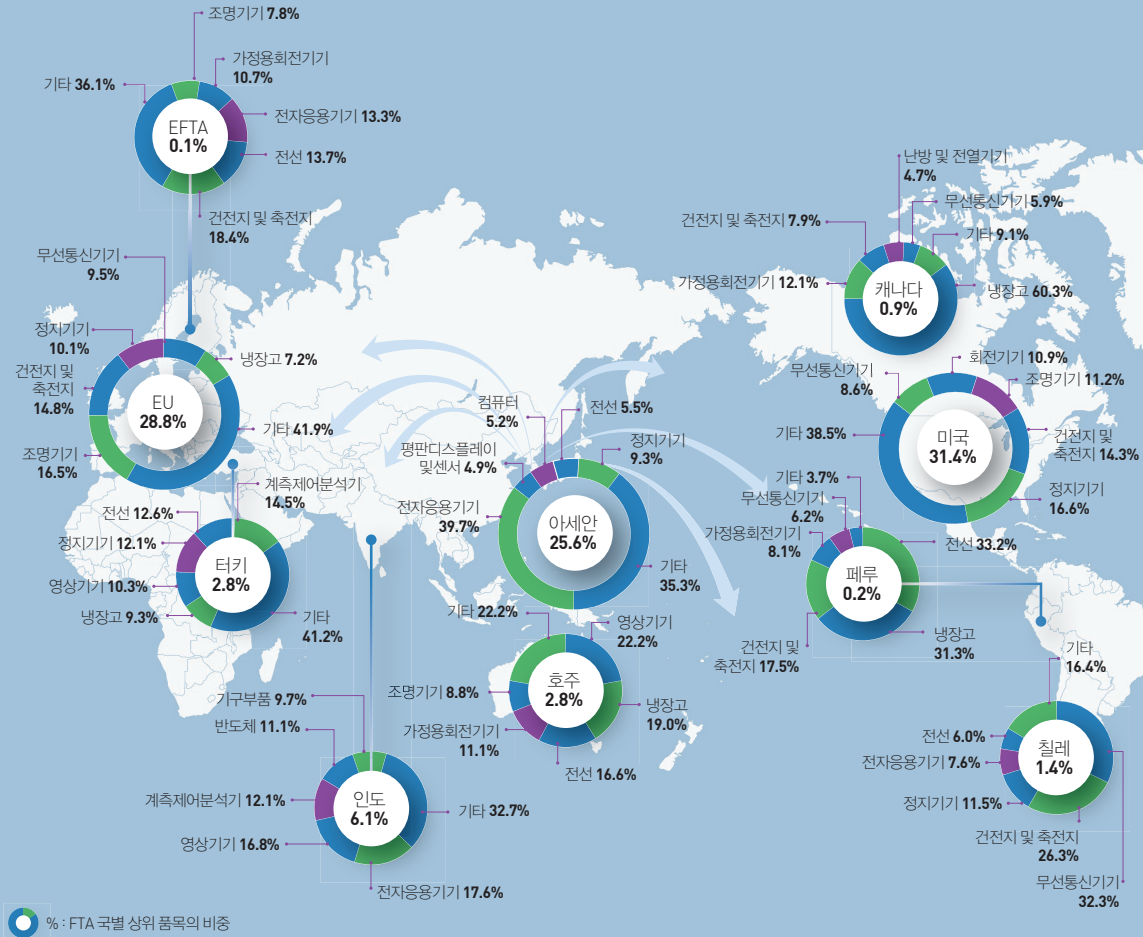 조명기기 7.8%
가정용회전기기
10.7%
기타 36.1%
전자응용기기 13.3%
EFTA
0.1%
전선 13.7%
건전지 및 축전지
18.4%
무선통신기기
9.5%
정지기기
10.1%
냉장고 7.2%
건전지 및
축전지
14.8%
EU
28.8%
기타 41.9%
조명기기
16.5%
계측제어분석기
14.5%
전선 12.6%
정지기기 12.1%
터키
2.8%
영상기기 10.3%
냉장고 9.3%
기타
41.2%
컴퓨터
5.2%
전선 5.5%
평판디스플레이
및센서 4.9%
정지기기
9.3%
전자응용기기
39.7%
아세안
25.6%
기타
35.3%
기타 22.2%
영상기기
22.2%
조명기기 8.8%
호주
2.8%
냉장고
19.0%
가정용회전기기
11.1%
전선 16.6%
기구부품 9.7%
반도체 11.1%
계측제어분석기 12.1%
인도
6.1%
기타 32.7%
영상기기 16.8%
전자응용기기 17.6%
난방 및 전열기기
4.7%
무선통신기기 5.9%
건전지 및 축전지 7.9%
기타 9.1%
가정용회전기기 12.1%
캐나다
0.9%
냉장고 60.3%
회전기기 10.9%
무선통신기기
8.6%
조명기기 11.2%
기타 38.5%
미국
31.4%
건전지 및
축전지 14.3%
정지기기
16.6%
기타 3.7%
무선통신기기
6.2%
가정용회전기기
8.1%
전선 33.2%
페루
0.2%
건전지 및
축전지 17.5%
냉장고
31.3%
기타
16.4%
전선 6.0%
전자응용기기 7.6%
칠레
1.4%
정지기기 11.5%
건전지 및 축전지
26.3%
무선통신기기
32.3%
% : FTA 국별 상위 품목의 비중